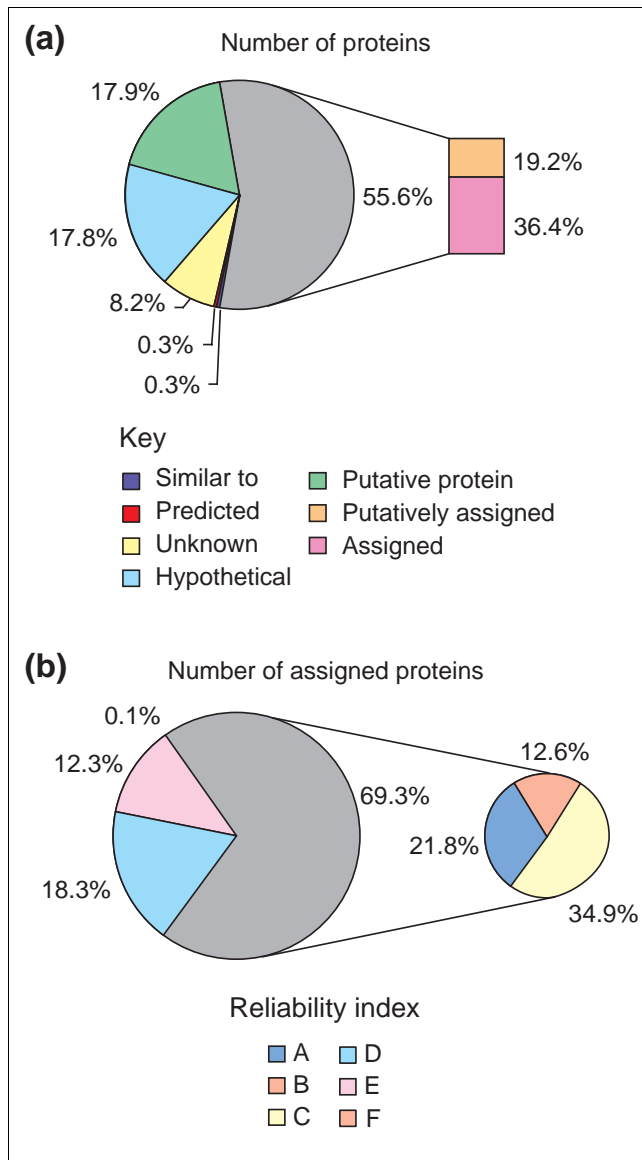 (a)
Number of proteins
17.9%
19.2%
55.6%
36.4%
17.8%
8.2%
0.3%
0.3%
Key
Similar to
Predicted
Unknown
Hypothetical
Putative protein
Putatively assigned
Assigned
(b)
Number of assigned proteins
0.1%
12.3%
69.3%
18.3%
12.6%
21.8%
34.9%
Reliability index
A
B
C
D
E
F